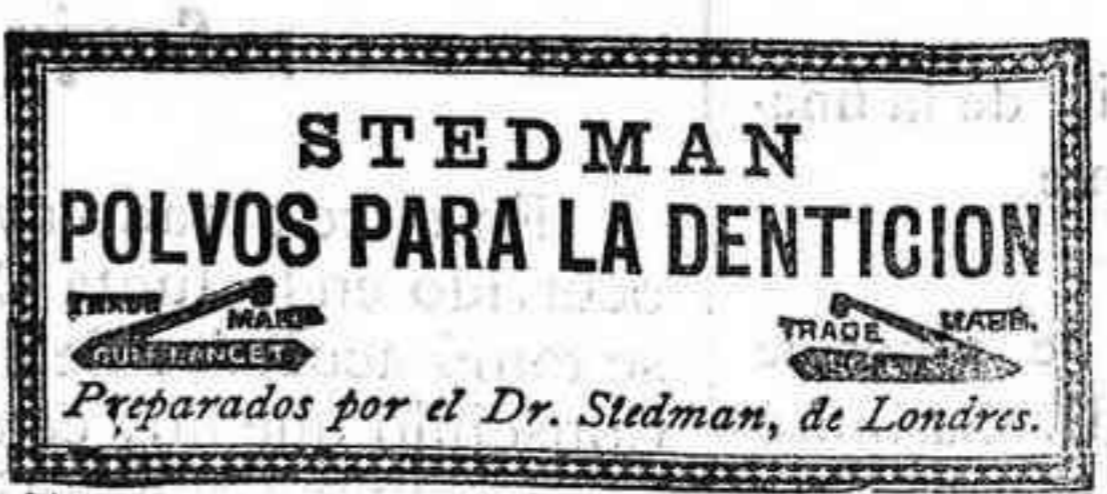 STEDMAN
POLVOS PARA LA DENTICION
TRADE MARK
GUM LANCET
TRADE MARK.
Preparados por el Dr. Stedman, de Londres.